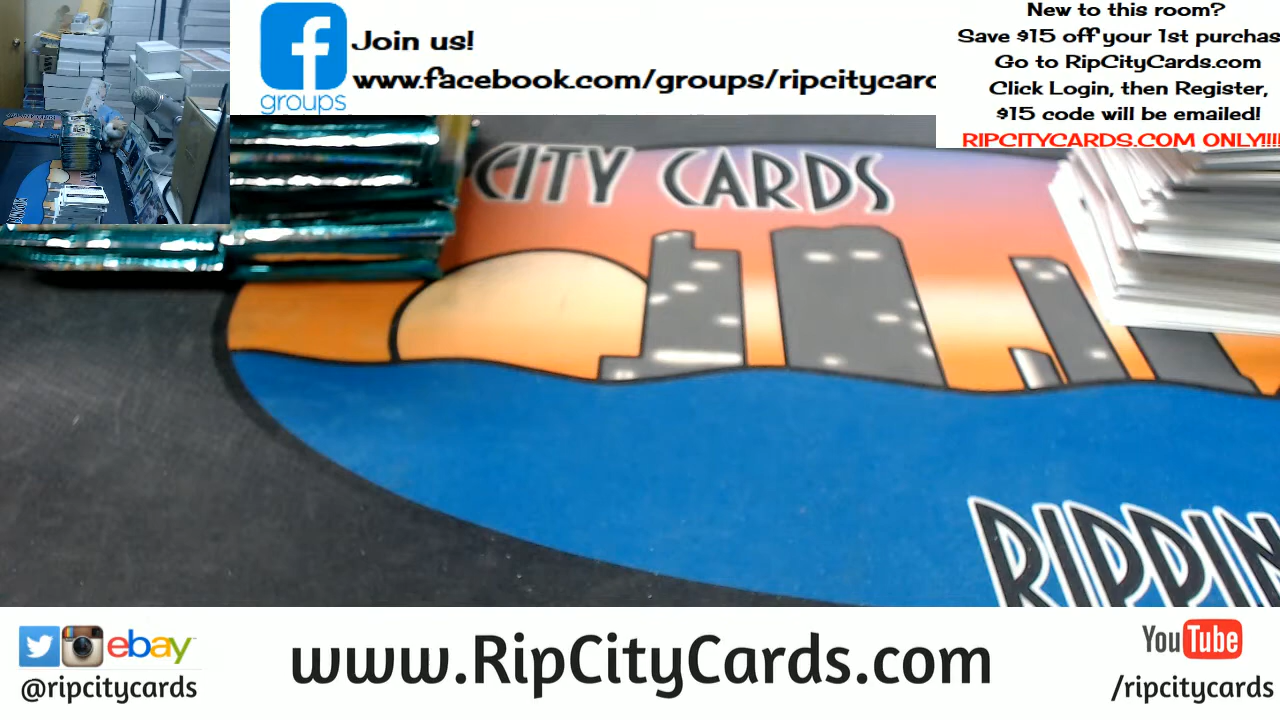 Join us!
www.facebook.com/groups/ripcitycarc
groups
New to this room?
Save $15 off your 1st purchas
Go to RipCityCards.com
Click Login, then Register,
$15 code will be emailed!
RIPCITYCARDS.COM ONLY!!!!
CITY CARDS
RIPPIN
ebay
@ripcitycards
www.RipCityCards.com
YouTube
/ripcitycards